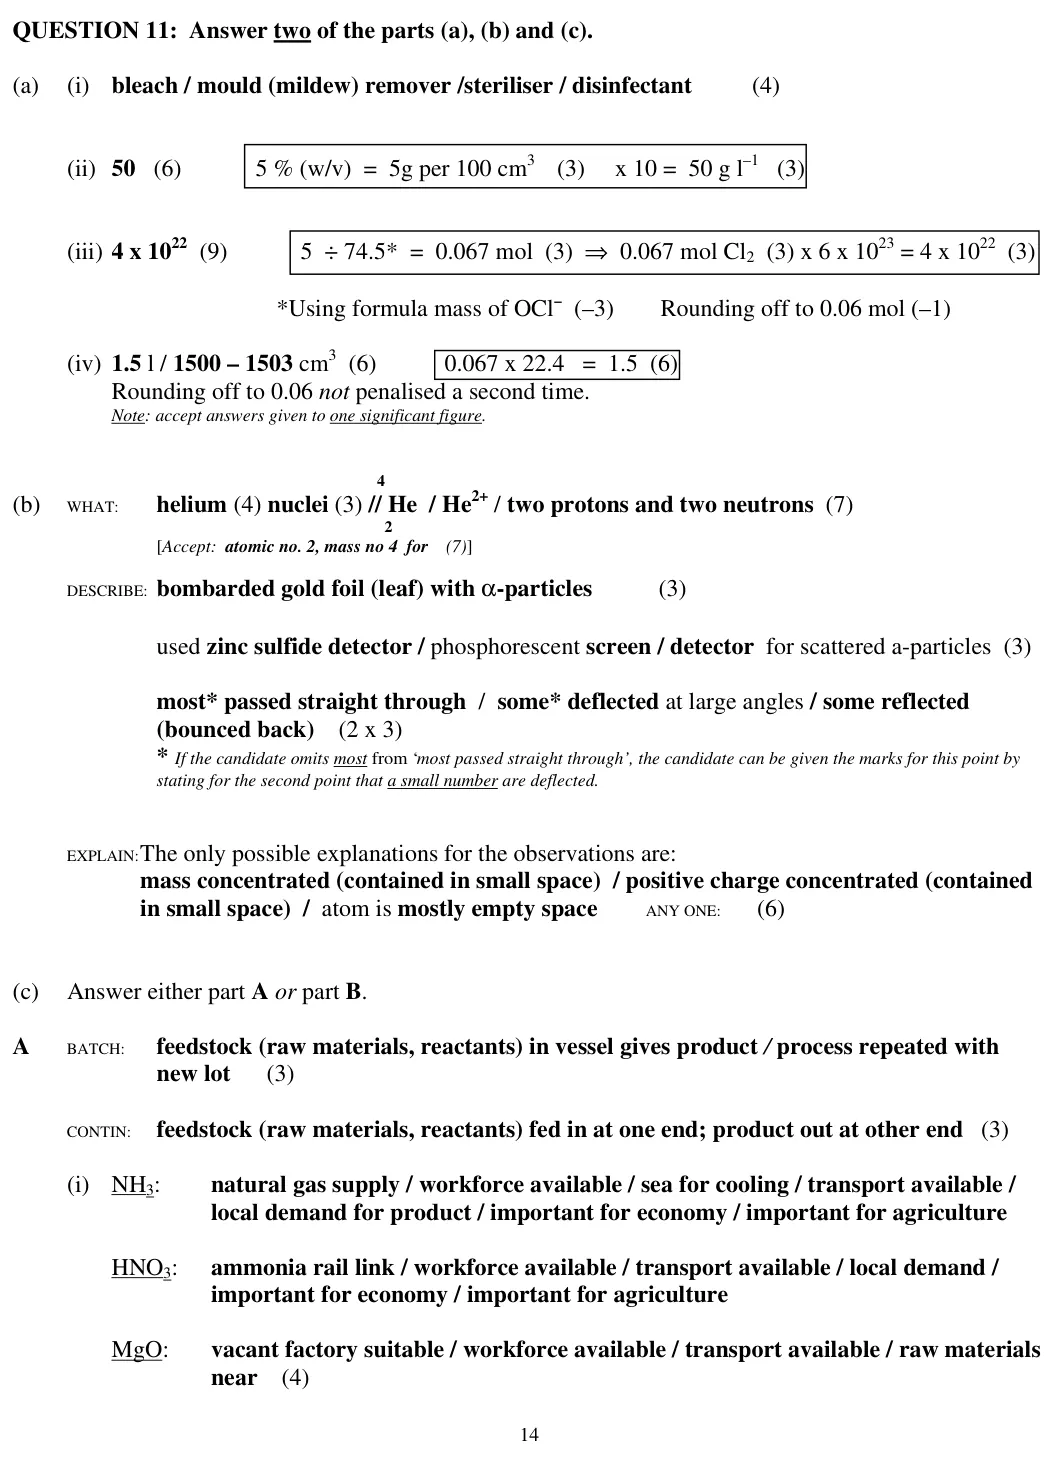 QUESTION 11: Answer two of the parts (a), (b) and (c).
(a) (i) bleach / mould (mildew) remover /steriliser / disinfectant (4)
(ii) 50 (6) 5 % (w/v) = 5g per 100 cm³ (3) x 10 = 50 g l⁻¹ (3)
(iii) 4 x 10²² (9) 5 ÷ 74.5* = 0.067 mol (3) ⇒ 0.067 mol Cl₂ (3) x 6 x 10²³ = 4 x 10²² (3)
*Using formula mass of OCl⁻ (–3) Rounding off to 0.06 mol (–1)
(iv) 1.5 l / 1500 – 1503 cm³ (6) 0.067 x 22.4 = 1.5 (6)
Rounding off to 0.06 not penalised a second time.
Note: accept answers given to one significant figure.
(b) WHAT: helium (4) nuclei (3) // ⁴₂He / He²⁺ / two protons and two neutrons (7)
[Accept: atomic no. 2, mass no 4 for (7)]
DESCRIBE: bombarded gold foil (leaf) with α-particles (3)
used zinc sulfide detector / phosphorescent screen / detector for scattered a-particles (3)
most* passed straight through / some* deflected at large angles / some reflected
(bounced back) (2 x 3)
* If the candidate omits most from ‘most passed straight through’, the candidate can be given the marks for this point by
stating for the second point that a small number are deflected.
EXPLAIN: The only possible explanations for the observations are:
mass concentrated (contained in small space) / positive charge concentrated (contained
in small space) / atom is mostly empty space ANY ONE: (6)
(c) Answer either part A or part B.
A BATCH: feedstock (raw materials, reactants) in vessel gives product / process repeated with
new lot (3)
CONTIN: feedstock (raw materials, reactants) fed in at one end; product out at other end (3)
(i) NH₃: natural gas supply / workforce available / sea for cooling / transport available /
local demand for product / important for economy / important for agriculture
HNO₃: ammonia rail link / workforce available / transport available / local demand /
important for economy / important for agriculture
MgO: vacant factory suitable / workforce available / transport available / raw materials
near (4)
14